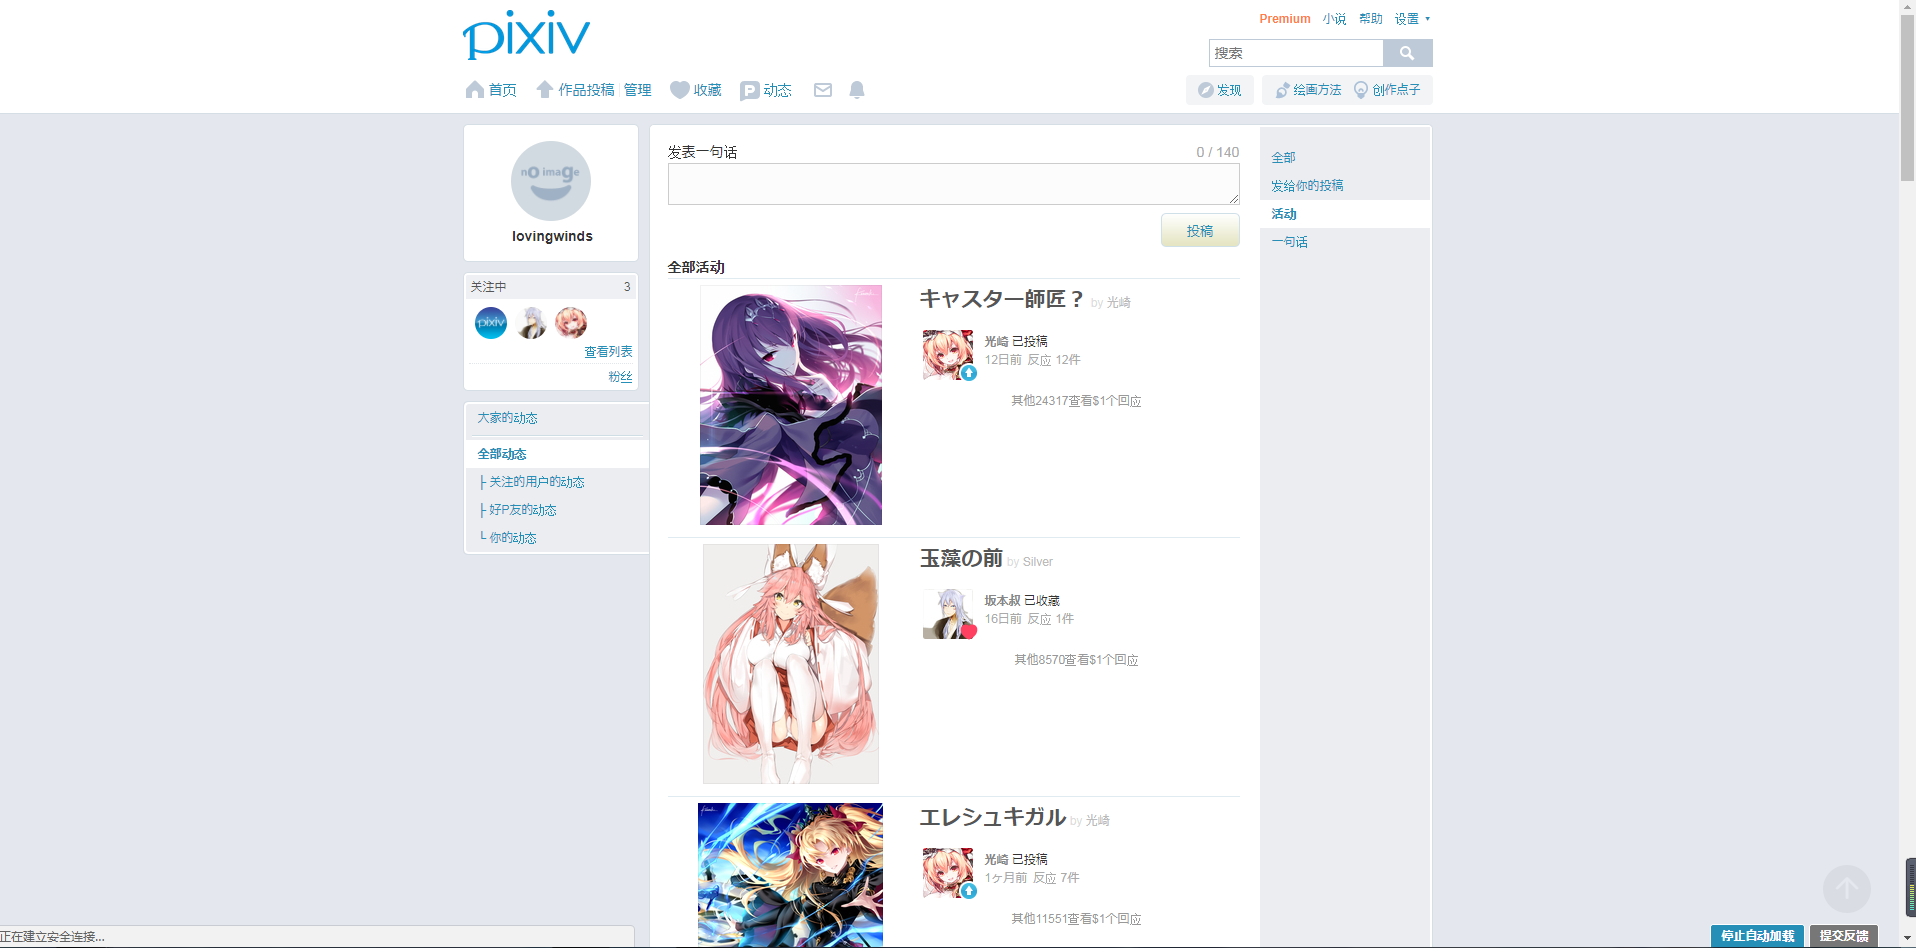 pixiv
Premium 小说 帮助 设置
搜索
首页 作品投稿 管理 收藏 动态
发现 绘画方法 创作点子
no image
lovingwinds
关注中 3
pixiv
查看列表
粉丝
大家的动态
全部动态
├ 关注的用户的动态
├ 好P友的动态
└ 你的动态
发表一句话 0 / 140
投稿
全部活动
キャスター師匠？ by 光崎
光崎 已投稿
12日前 反应 12件
其他24317查看$1个回应
玉藻の前 by Silver
坂本叔 已收藏
16日前 反应 1件
其他8570查看$1个回应
エレシュキガル by 光崎
光崎 已投稿
1ヶ月前 反应 7件
其他11551查看$1个回应
全部
发给你的投稿
活动
一句话
正在建立安全连接...
停止自动加载 提交反馈